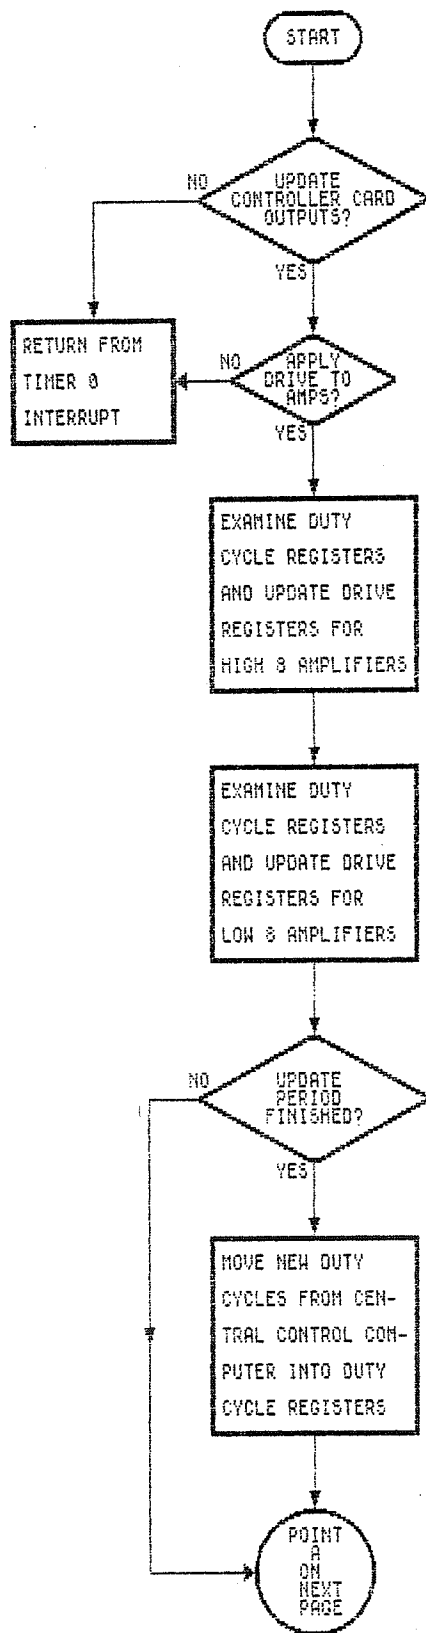 START
NO
UPDATE
CONTROLLER CARD
OUTPUTS?
YES
RETURN FROM
TIMER 0
INTERRUPT
NO
APPLY
DRIVE TO
AMPS?
YES
EXAMINE DUTY
CYCLE REGISTERS
AND UPDATE DRIVE
REGISTERS FOR
HIGH 8 AMPLIFIERS
EXAMINE DUTY
CYCLE REGISTERS
AND UPDATE DRIVE
REGISTERS FOR
LOW 8 AMPLIFIERS
NO
UPDATE
PERIOD
FINISHED?
YES
MOVE NEW DUTY
CYCLES FROM CEN-
TRAL CONTROL COM-
PUTER INTO DUTY
CYCLE REGISTERS
POINT
A
ON
NEXT
PAGE